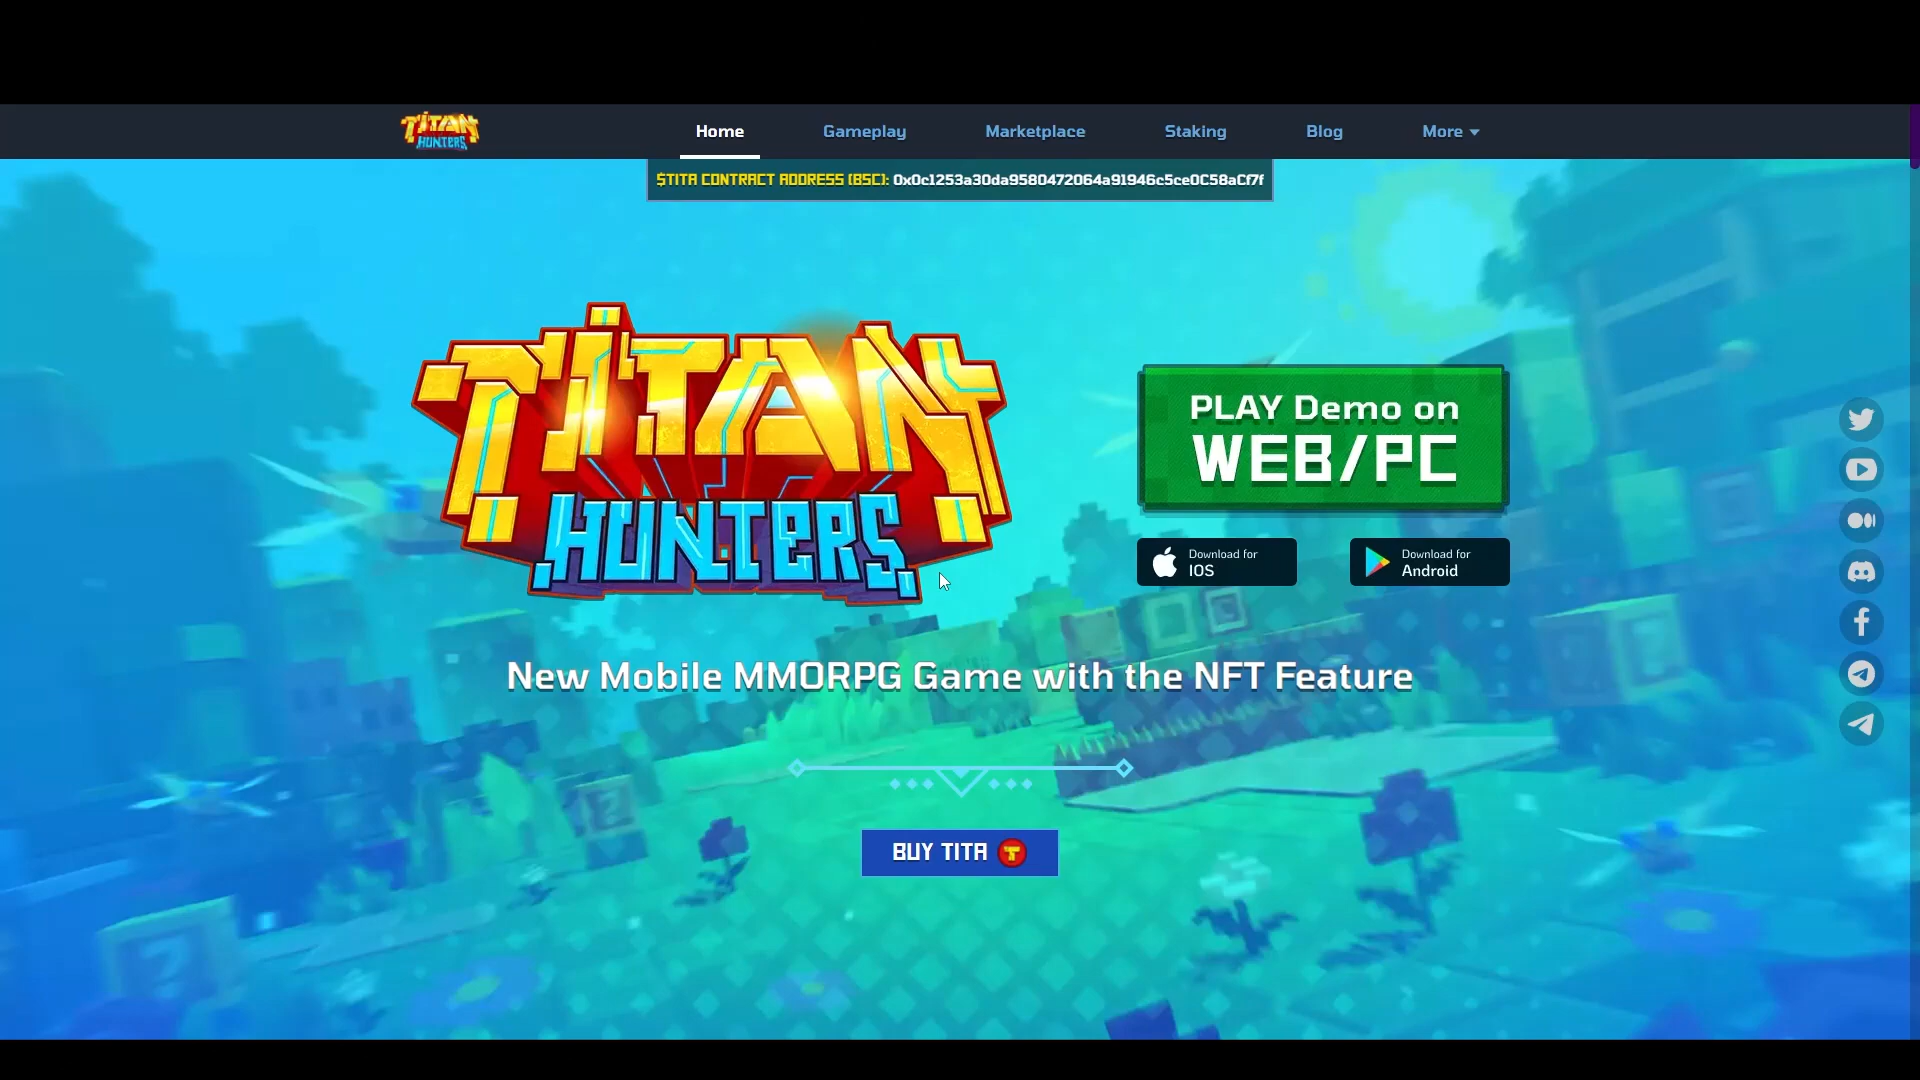 TITAN
HUNTERS
Home
Gameplay
Marketplace
Staking
Blog
More
$TITA CONTRACT ADDRESS (BSC): 0x0c1253a30da9580472064a91946c5ce0C58aCf7f
TITAN
HUNTERS
PLAY Demo on
WEB/PC
Download for
IOS
Download for
Android
New Mobile MMORPG Game with the NFT Feature
BUY TITA T